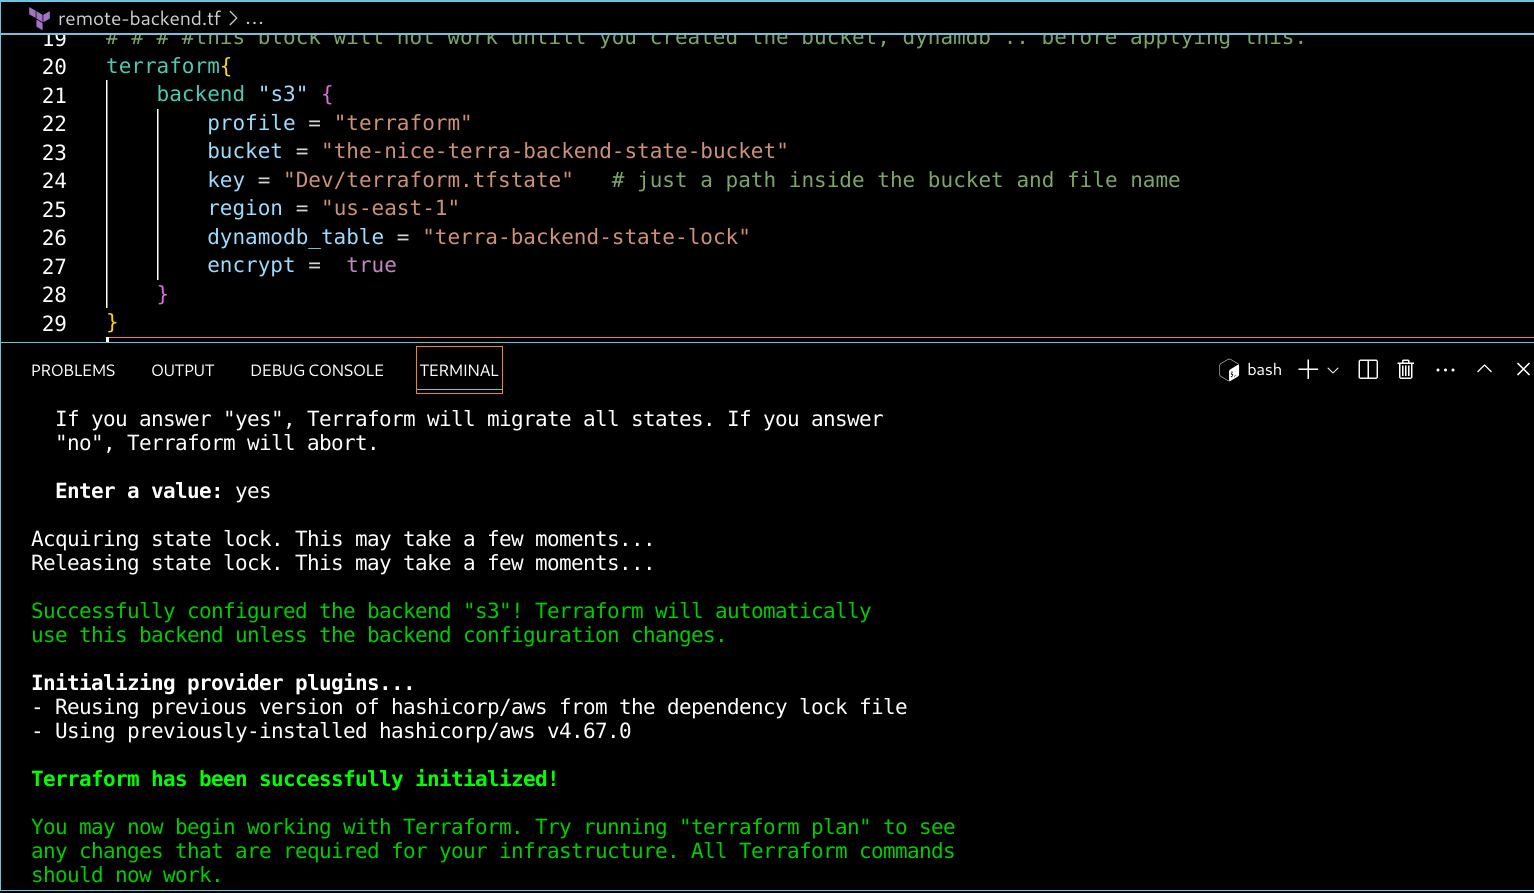 remote-backend.tf > ...
19 # # # #this block will not work untill you created the bucket, dynamdb .. before applying this.
20 terraform{
21 backend "s3" {
22 profile = "terraform"
23 bucket = "the-nice-terra-backend-state-bucket"
24 key = "Dev/terraform.tfstate" # just a path inside the bucket and file name
25 region = "us-east-1"
26 dynamodb_table = "terra-backend-state-lock"
27 encrypt = true
28 }
29 }
PROBLEMS OUTPUT DEBUG CONSOLE TERMINAL bash
If you answer "yes", Terraform will migrate all states. If you answer
"no", Terraform will abort.
Enter a value: yes
Acquiring state lock. This may take a few moments...
Releasing state lock. This may take a few moments...
Successfully configured the backend "s3"! Terraform will automatically
use this backend unless the backend configuration changes.
Initializing provider plugins...
- Reusing previous version of hashicorp/aws from the dependency lock file
- Using previously-installed hashicorp/aws v4.67.0
Terraform has been successfully initialized!
You may now begin working with Terraform. Try running "terraform plan" to see
any changes that are required for your infrastructure. All Terraform commands
should now work.